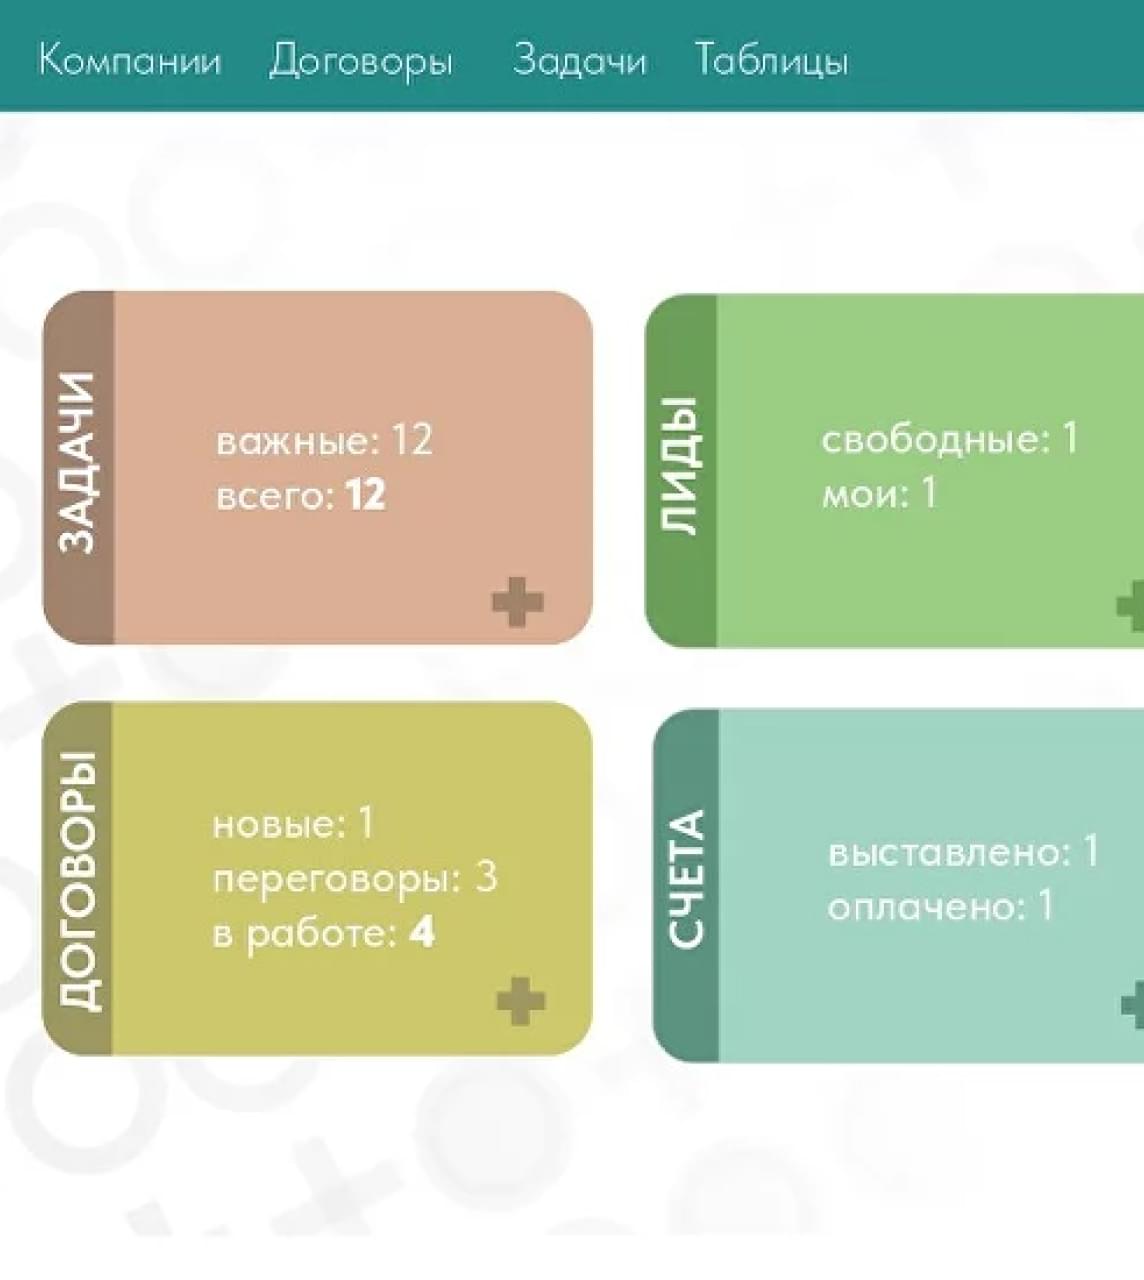 Компании Договоры Задачи Таблицы
ЗАДАЧИ
важные: 12
всего: 12
ЛИДЫ
свободные: 1
мои: 1
ДОГОВОРЫ
новые: 1
переговоры: 3
в работе: 4
СЧЕТА
выставлено: 1
оплачено: 1